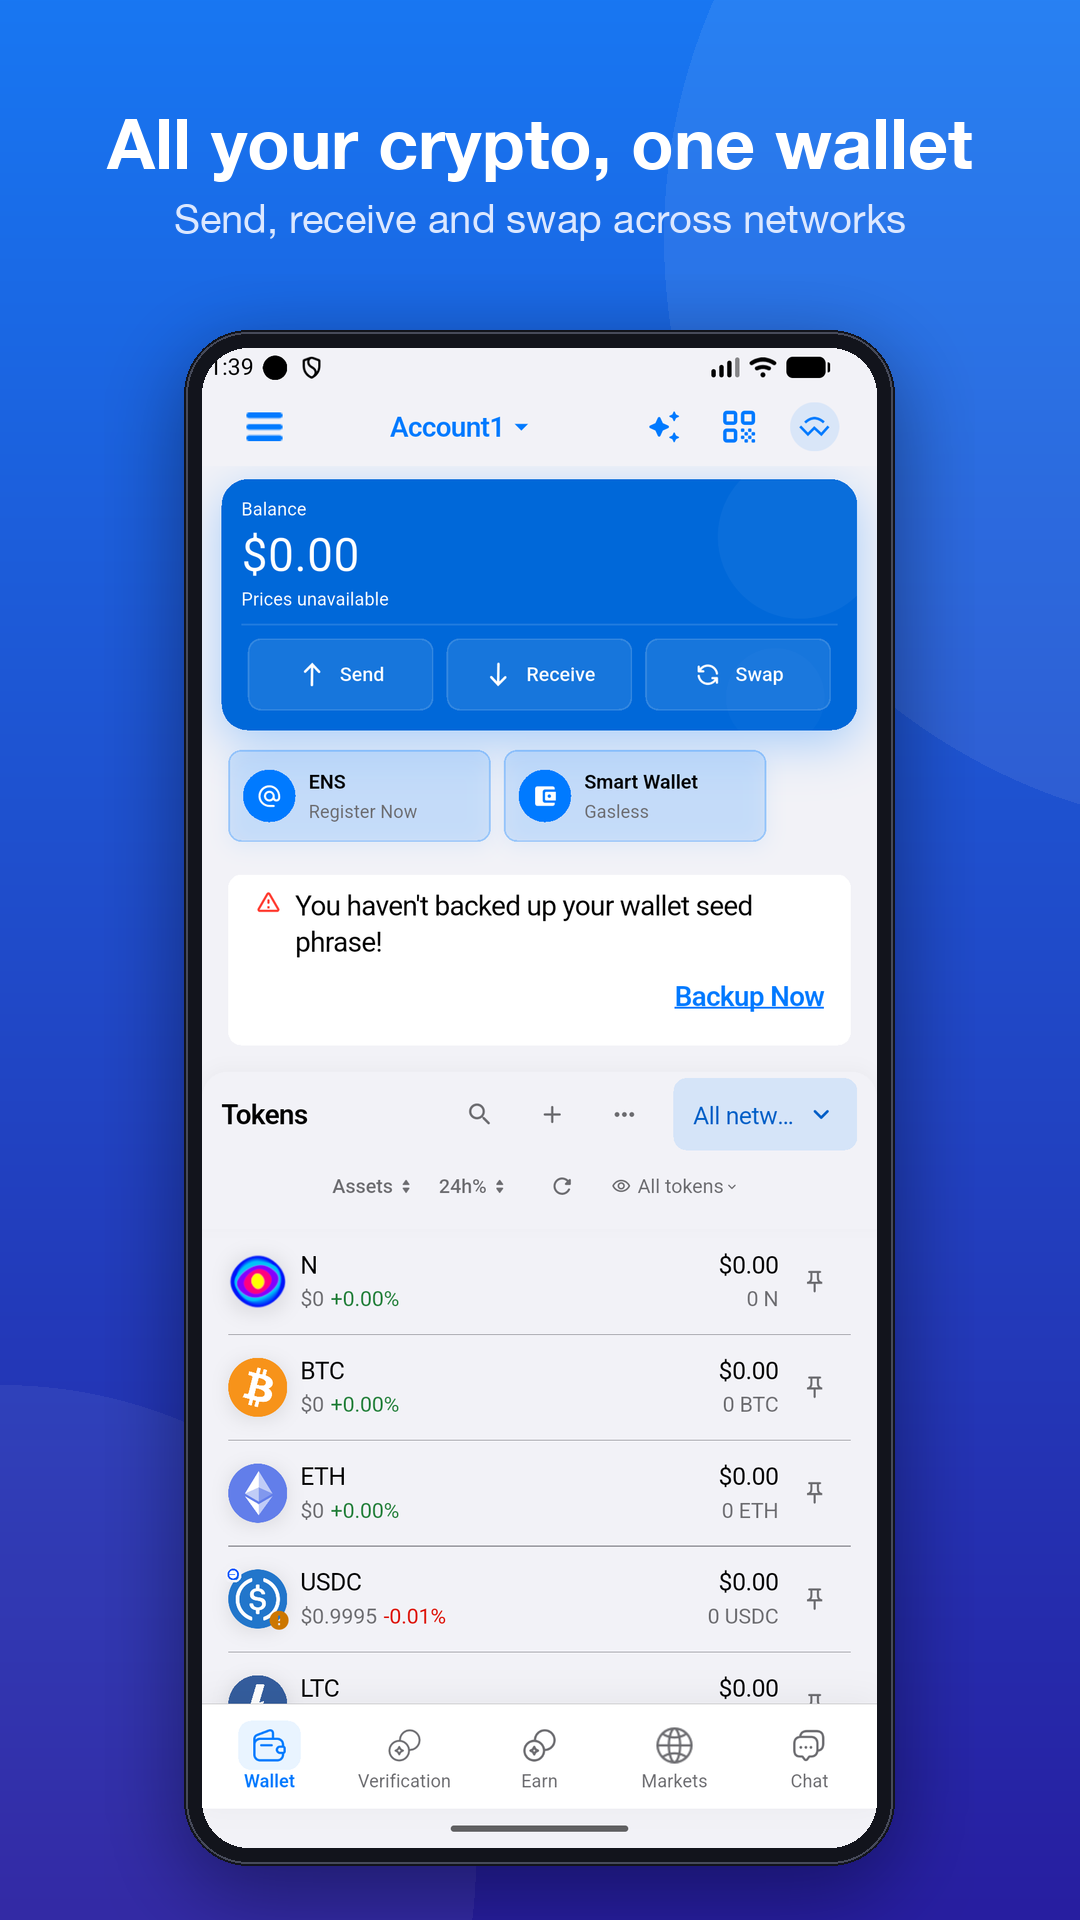 All your crypto, one wallet
Send, receive and swap across networks
1:39
Account1
Balance
$0.00
Prices unavailable
Send
Receive
Swap
ENS
Register Now
Smart Wallet
Gasless
You haven't backed up your wallet seed
phrase!
Backup Now
Tokens
All netw...
Assets
24h%
All tokens
N
$0.00
$0 +0.00%
0 N
BTC
$0.00
$0 +0.00%
0 BTC
ETH
$0.00
$0 +0.00%
0 ETH
USDC
$0.00
$0.9995 -0.01%
0 USDC
LTC
$0.00
Wallet
Verification
Earn
Markets
Chat